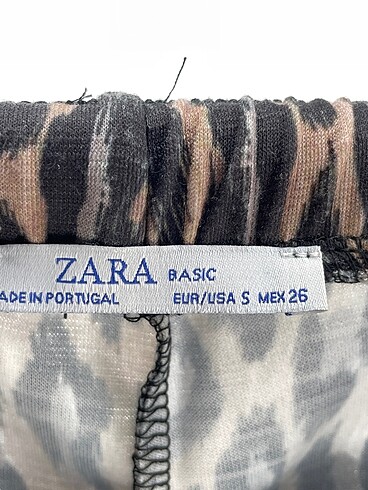 ZARA BASIC
ADE IN PORTUGAL EUR/USA S MEX 26